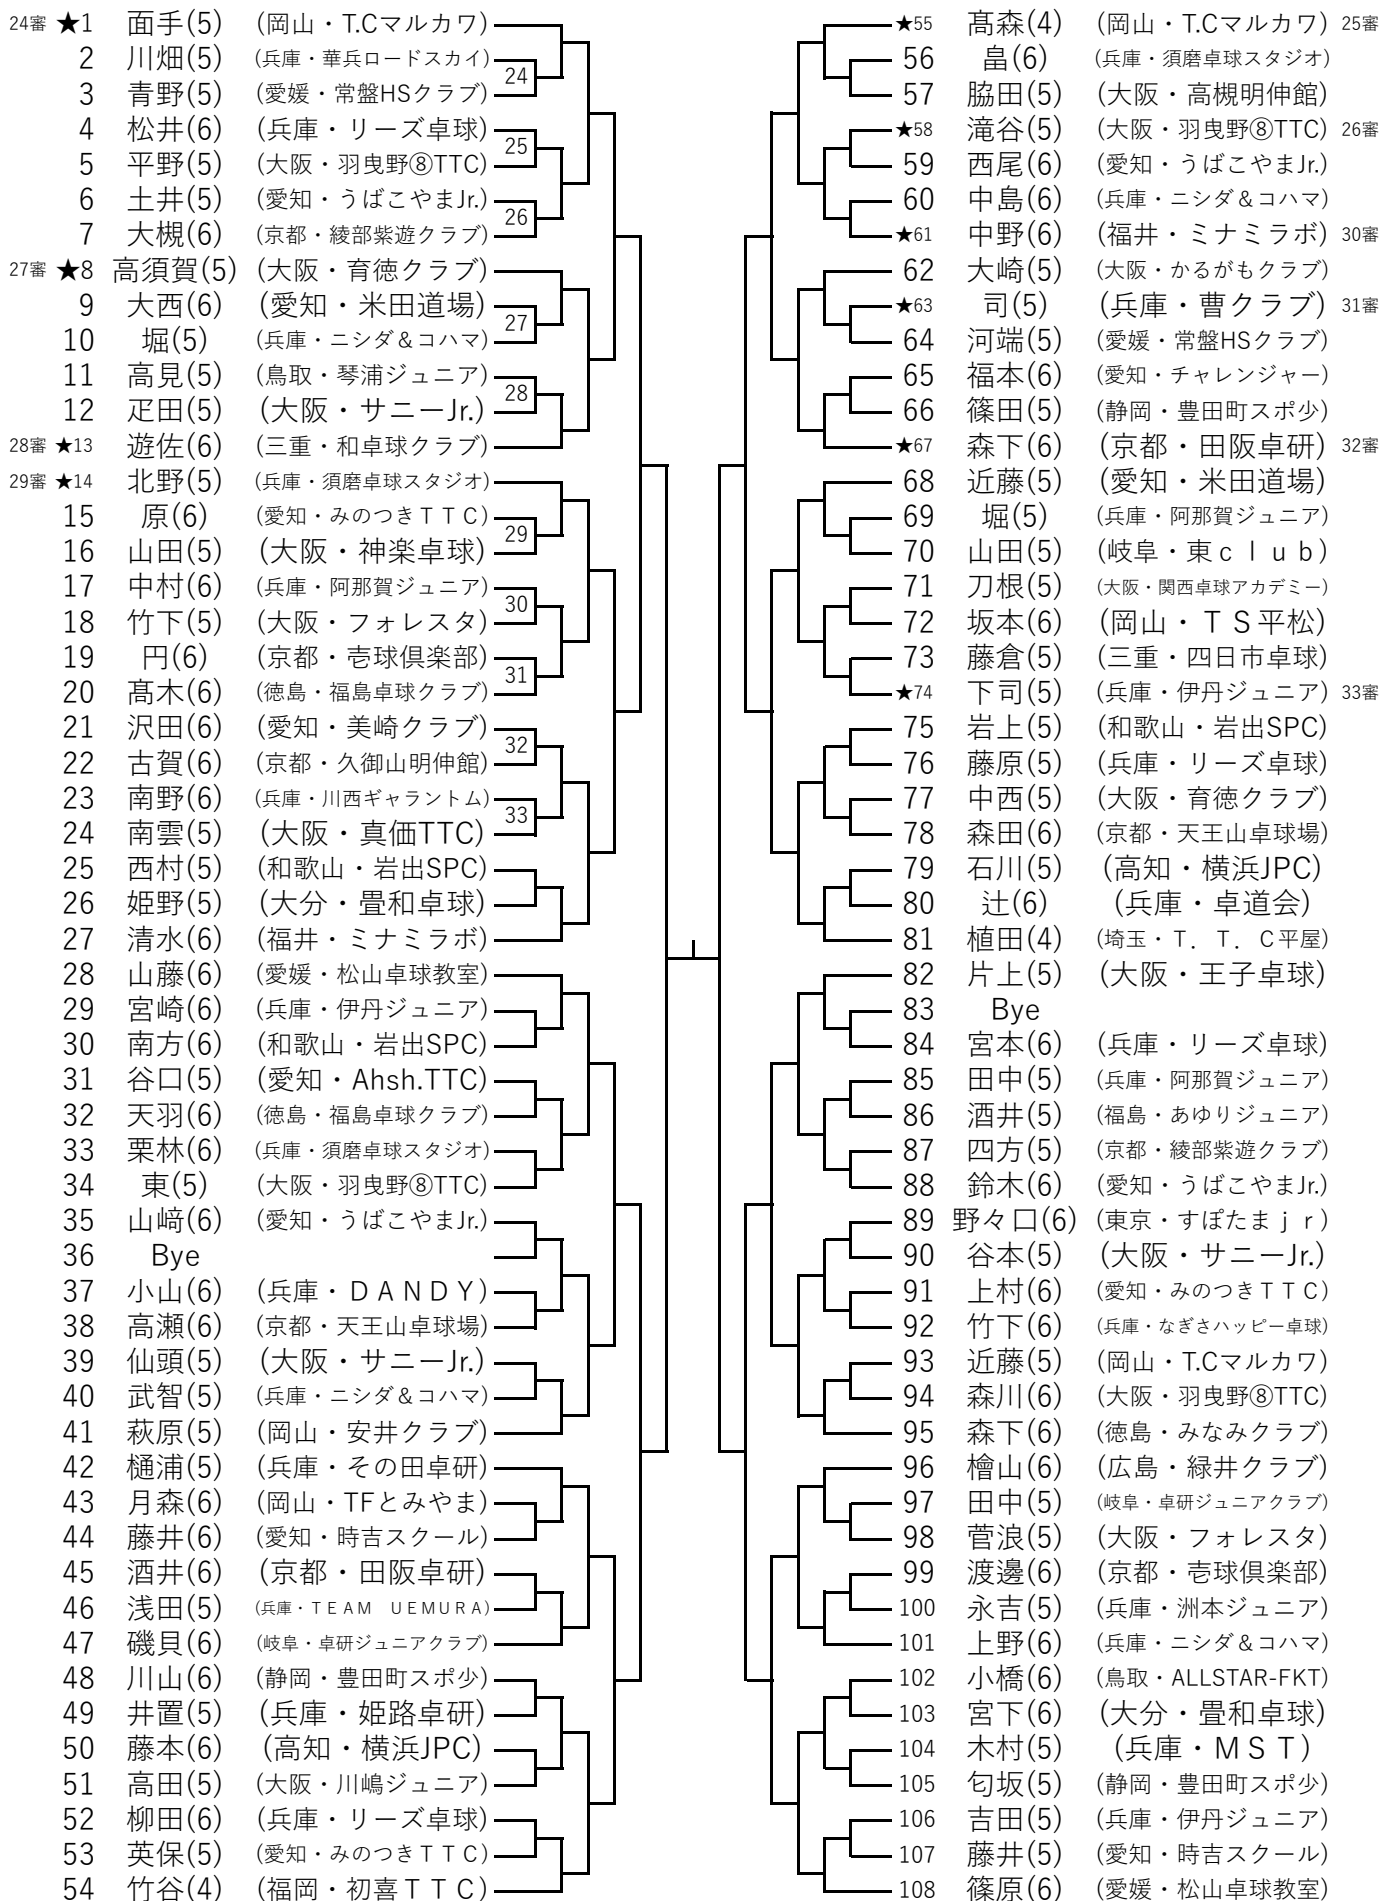 24審 ★1 面手(5) (岡山・T.Cマルカワ)
2 川畑(5) (兵庫・華兵ロードスカイ)
24
3 青野(5) (愛媛・常盤HSクラブ)
4 松井(6) (兵庫・リーズ卓球)
25
5 平野(5) (大阪・羽曳野⑧TTC)
6 土井(5) (愛知・うばこやまJr.)
26
7 大槻(6) (京都・綾部紫遊クラブ)
27審 ★8 高須賀(5) (大阪・育徳クラブ)
9 大西(6) (愛知・米田道場)
27
10 堀(5) (兵庫・ニシダ＆コハマ)
11 高見(5) (鳥取・琴浦ジュニア)
28
12 疋田(5) (大阪・サニーJr.)
28審 ★13 遊佐(6) (三重・和卓球クラブ)
29審 ★14 北野(5) (兵庫・須磨卓球スタジオ)
15 原(6) (愛知・みのつきＴＴＣ)
29
16 山田(5) (大阪・神楽卓球)
17 中村(6) (兵庫・阿那賀ジュニア)
30
18 竹下(5) (大阪・フォレスタ)
19 円(6) (京都・壱球倶楽部)
31
20 髙木(6) (徳島・福島卓球クラブ)
21 沢田(6) (愛知・美崎クラブ)
32
22 古賀(6) (京都・久御山明伸館)
23 南野(6) (兵庫・川西ギャラントム)
33
24 南雲(5) (大阪・真価TTC)
25 西村(5) (和歌山・岩出SPC)
26 姫野(5) (大分・畳和卓球)
27 清水(6) (福井・ミナミラボ)
28 山藤(6) (愛媛・松山卓球教室)
29 宮崎(6) (兵庫・伊丹ジュニア)
30 南方(6) (和歌山・岩出SPC)
31 谷口(5) (愛知・Ahsh.TTC)
32 天羽(6) (徳島・福島卓球クラブ)
33 栗林(6) (兵庫・須磨卓球スタジオ)
34 東(5) (大阪・羽曳野⑧TTC)
35 山﨑(6) (愛知・うばこやまJr.)
36 Bye
37 小山(6) (兵庫・ＤＡＮＤＹ)
38 高瀬(6) (京都・天王山卓球場)
39 仙頭(5) (大阪・サニーJr.)
40 武智(5) (兵庫・ニシダ＆コハマ)
41 萩原(5) (岡山・安井クラブ)
42 樋浦(5) (兵庫・その田卓研)
43 月森(6) (岡山・TFとみやま)
44 藤井(6) (愛知・時吉スクール)
45 酒井(6) (京都・田阪卓研)
46 浅田(5) (兵庫・ＴＥＡＭ　ＵＥＭＵＲＡ)
47 磯貝(6) (岐阜・卓研ジュニアクラブ)
48 川山(6) (静岡・豊田町スポ少)
49 井置(5) (兵庫・姫路卓研)
50 藤本(6) (高知・横浜JPC)
51 高田(5) (大阪・川嶋ジュニア)
52 柳田(6) (兵庫・リーズ卓球)
53 英保(5) (愛知・みのつきＴＴＣ)
54 竹谷(4) (福岡・初喜ＴＴＣ)
★55 髙森(4) (岡山・T.Cマルカワ) 25審
56 畠(6) (兵庫・須磨卓球スタジオ)
57 脇田(5) (大阪・高槻明伸館)
★58 滝谷(5) (大阪・羽曳野⑧TTC) 26審
59 西尾(6) (愛知・うばこやまJr.)
60 中島(6) (兵庫・ニシダ＆コハマ)
★61 中野(6) (福井・ミナミラボ) 30審
62 大崎(5) (大阪・かるがもクラブ)
★63 司(5) (兵庫・曹クラブ) 31審
64 河端(5) (愛媛・常盤HSクラブ)
65 福本(6) (愛知・チャレンジャー)
66 篠田(5) (静岡・豊田町スポ少)
★67 森下(6) (京都・田阪卓研) 32審
68 近藤(5) (愛知・米田道場)
69 堀(5) (兵庫・阿那賀ジュニア)
70 山田(5) (岐阜・東ｃｌｕｂ)
71 刀根(5) (大阪・関西卓球アカデミー)
72 坂本(6) (岡山・ＴＳ平松)
73 藤倉(5) (三重・四日市卓球)
★74 下司(5) (兵庫・伊丹ジュニア) 33審
75 岩上(5) (和歌山・岩出SPC)
76 藤原(5) (兵庫・リーズ卓球)
77 中西(5) (大阪・育徳クラブ)
78 森田(6) (京都・天王山卓球場)
79 石川(5) (高知・横浜JPC)
80 辻(6) (兵庫・卓道会)
81 植田(4) (埼玉・Ｔ．Ｔ．Ｃ平屋)
82 片上(5) (大阪・王子卓球)
83 Bye
84 宮本(6) (兵庫・リーズ卓球)
85 田中(5) (兵庫・阿那賀ジュニア)
86 酒井(5) (福島・あゆりジュニア)
87 四方(5) (京都・綾部紫遊クラブ)
88 鈴木(6) (愛知・うばこやまJr.)
89 野々口(6) (東京・すぽたまｊｒ)
90 谷本(5) (大阪・サニーJr.)
91 上村(6) (愛知・みのつきＴＴＣ)
92 竹下(6) (兵庫・なぎさハッピー卓球)
93 近藤(5) (岡山・T.Cマルカワ)
94 森川(6) (大阪・羽曳野⑧TTC)
95 森下(6) (徳島・みなみクラブ)
96 檜山(6) (広島・緑井クラブ)
97 田中(5) (岐阜・卓研ジュニアクラブ)
98 菅浪(5) (大阪・フォレスタ)
99 渡邊(6) (京都・壱球倶楽部)
100 永吉(5) (兵庫・洲本ジュニア)
101 上野(6) (兵庫・ニシダ＆コハマ)
102 小橋(6) (鳥取・ALLSTAR-FKT)
103 宮下(6) (大分・畳和卓球)
104 木村(5) (兵庫・ＭＳＴ)
105 匂坂(5) (静岡・豊田町スポ少)
106 吉田(5) (兵庫・伊丹ジュニア)
107 藤井(5) (愛知・時吉スクール)
108 篠原(6) (愛媛・松山卓球教室)